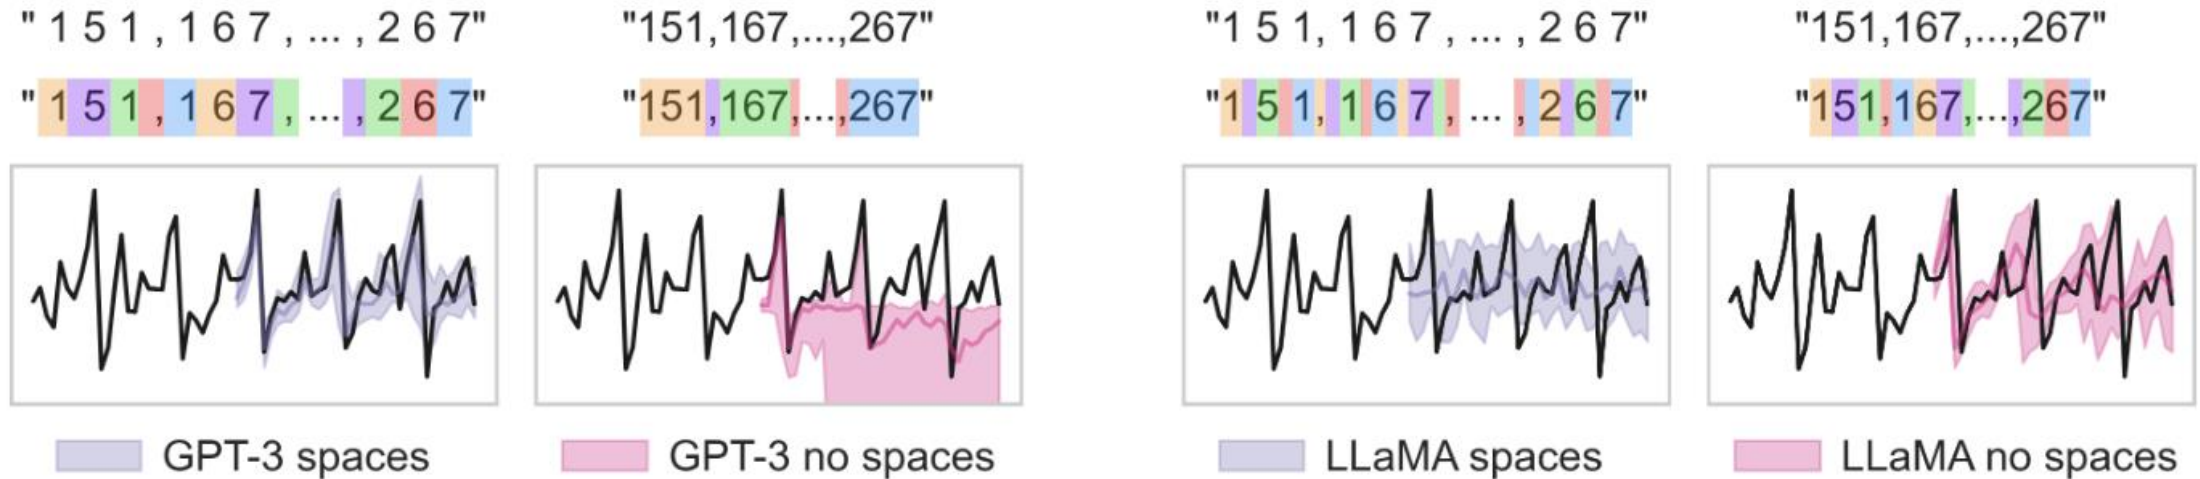 " 1 5 1 , 1 6 7 , ... , 2 6 7"
"151,167,...,267"
"1 5 1, 1 6 7 , ... , 2 6 7"
"151,167,...,267"
" 1 5 1 , 1 6 7 , ... , 2 6 7"
"151,167,...,267"
"1 5 1, 1 6 7 , ... , 2 6 7"
"151,167,...,267"
GPT-3 spaces
GPT-3 no spaces
LLaMA spaces
LLaMA no spaces